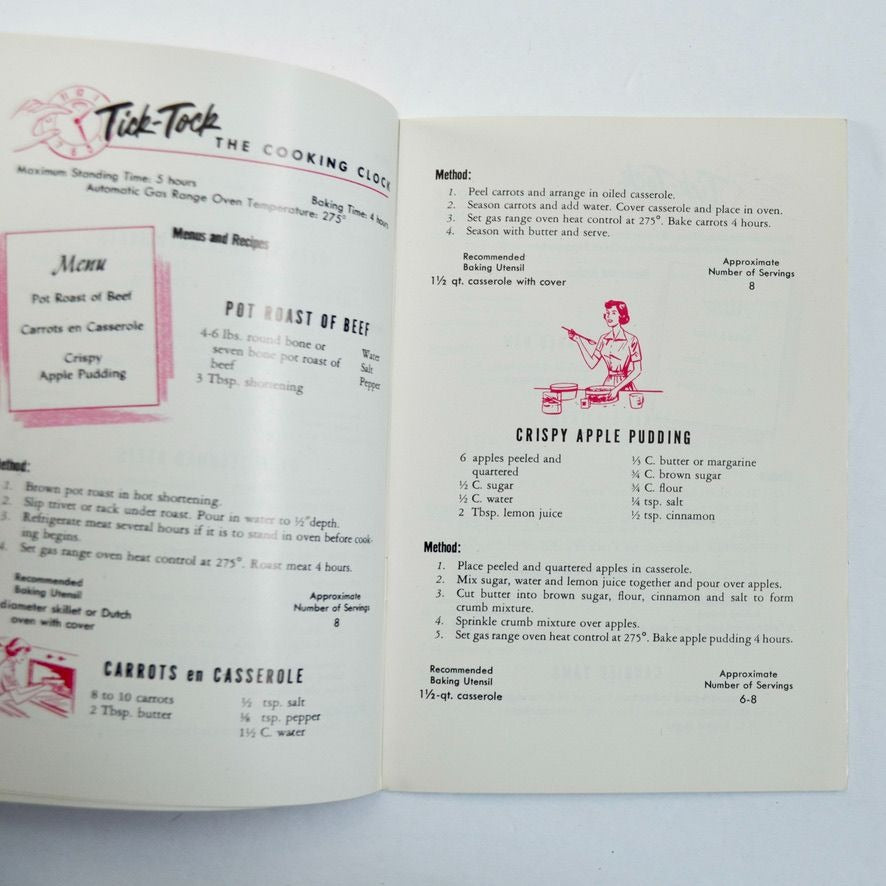 Tick-Tock
THE COOKING CLOCK
Maximum Standing Time: 5 hours
Baking Time: 4 hours
Automatic Gas Range Oven Temperature: 275°
Menus and Recipes
Menu
Pot Roast of Beef
Carrots en Casserole
Crispy
Apple Pudding
POT ROAST OF BEEF
4-6 lbs. round bone or
seven bone pot roast of
beef
3 Tbsp. shortening
Water
Salt
Pepper
ethod:
1. Brown pot roast in hot shortening.
2. Slip trivet or rack under roast. Pour in water to ½" depth.
3. Refrigerate meat several hours if it is to stand in oven before cook-
ing begins.
4. Set gas range oven heat control at 275°. Roast meat 4 hours.
Recommended
Baking Utensil
diameter skillet or Dutch
oven with cover
Approximate
Number of Servings
8
CARROTS en CASSEROLE
8 to 10 carrots
2 Tbsp. butter
½ tsp. salt
⅛ tsp. pepper
1½ C. water
Method:
1. Peel carrots and arrange in oiled casserole.
2. Season carrots and add water. Cover casserole and place in oven.
3. Set gas range oven heat control at 275°. Bake carrots 4 hours.
4. Season with butter and serve.
Recommended
Baking Utensil
1½ qt. casserole with cover
Approximate
Number of Servings
8
CRISPY APPLE PUDDING
6 apples peeled and
quartered
½ C. sugar
½ C. water
2 Tbsp. lemon juice
⅓ C. butter or margarine
¾ C. brown sugar
¾ C. flour
¼ tsp. salt
½ tsp. cinnamon
Method:
1. Place peeled and quartered apples in casserole.
2. Mix sugar, water and lemon juice together and pour over apples.
3. Cut butter into brown sugar, flour, cinnamon and salt to form
crumb mixture.
4. Sprinkle crumb mixture over apples.
5. Set gas range oven heat control at 275°. Bake apple pudding 4 hours.
Recommended
Baking Utensil
1½-qt. casserole
Approximate
Number of Servings
6-8